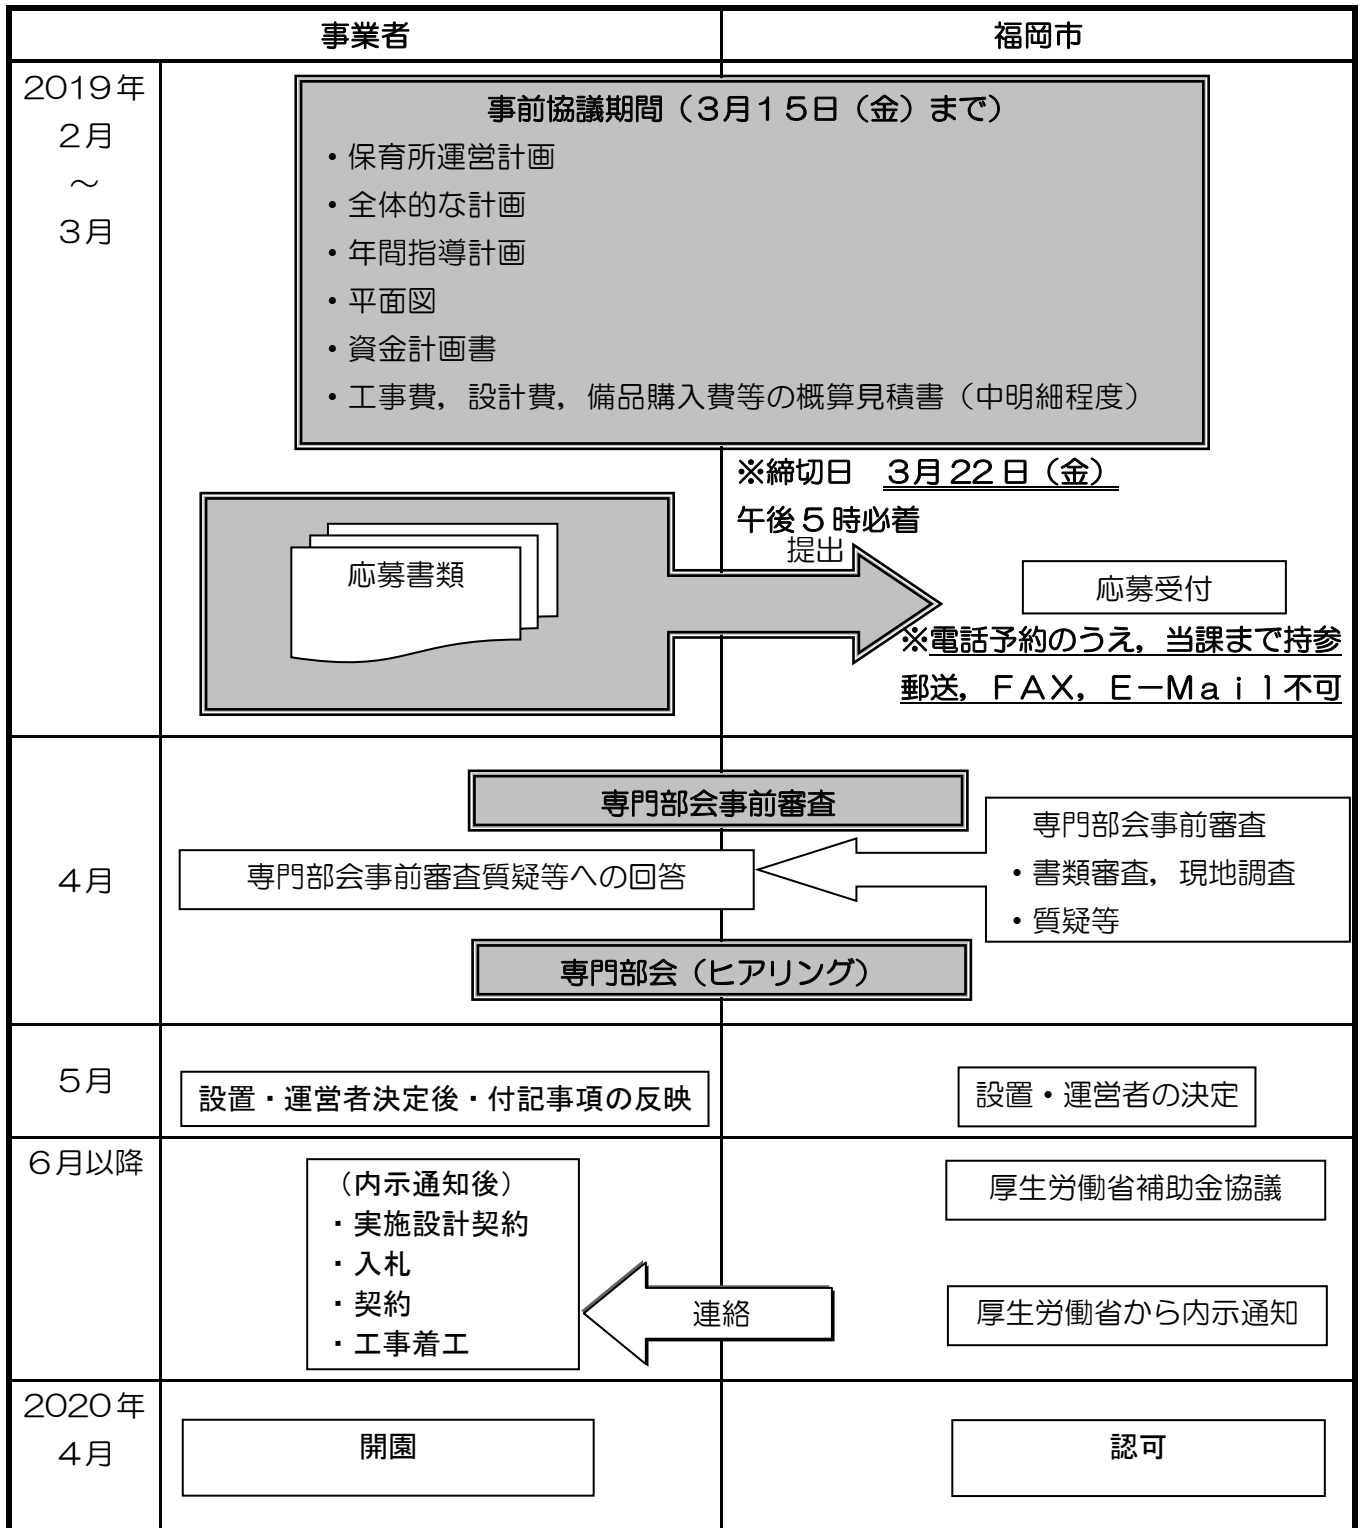 事業者
福岡市
2019年
2月
～
3月
事前協議期間（3月15日（金）まで）
・保育所運営計画
・全体的な計画
・年間指導計画
・平面図
・資金計画書
・工事費，設計費，備品購入費等の概算見積書（中明細程度）
※締切日　3月22日（金）
午後5時必着
提出
応募書類
応募受付
※電話予約のうえ，当課まで持参
郵送，ＦＡＸ，Ｅ－Ｍａｉｌ不可
4月
専門部会事前審査
専門部会事前審査
・書類審査，現地調査
・質疑等
専門部会事前審査質疑等への回答
専門部会（ヒアリング）
5月
設置・運営者決定後・付記事項の反映
設置・運営者の決定
6月以降
（内示通知後）
・実施設計契約
・入札
・契約
・工事着工
厚生労働省補助金協議
連絡
厚生労働省から内示通知
2020年
4月
開園
認可